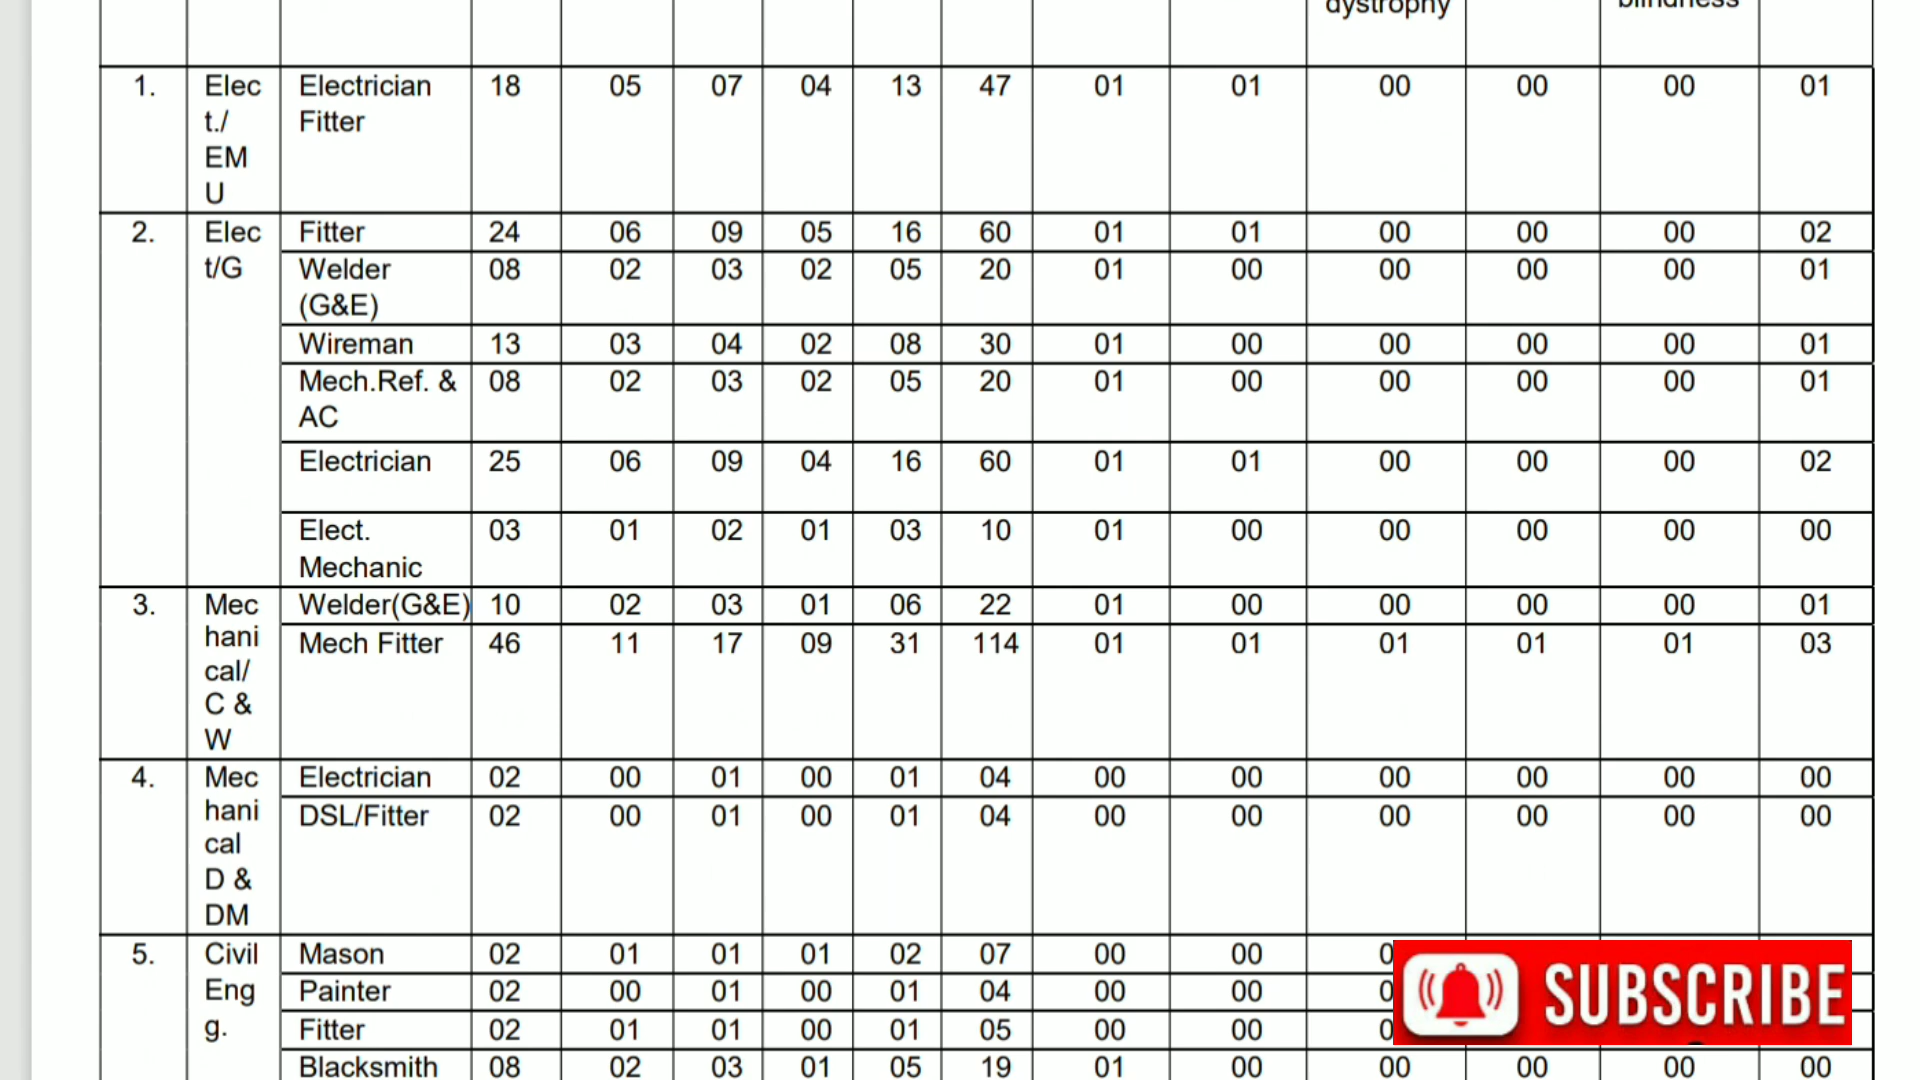 dystrophy blindness
1. Elec Electrician 18 05 07 04 13 47 01 01 00 00 00 01
t./ Fitter
EM
U
2. Elec Fitter 24 06 09 05 16 60 01 01 00 00 00 02
t/G Welder 08 02 03 02 05 20 01 00 00 00 00 01
(G&E)
Wireman 13 03 04 02 08 30 01 00 00 00 00 01
Mech.Ref. & 08 02 03 02 05 20 01 00 00 00 00 01
AC
Electrician 25 06 09 04 16 60 01 01 00 00 00 02
Elect. 03 01 02 01 03 10 01 00 00 00 00 00
Mechanic
3. Mec Welder(G&E) 10 02 03 01 06 22 01 00 00 00 00 01
hani Mech Fitter 46 11 17 09 31 114 01 01 01 01 01 03
cal/
C &
W
4. Mec Electrician 02 00 01 00 01 04 00 00 00 00 00 00
hani DSL/Fitter 02 00 01 00 01 04 00 00 00 00 00 00
cal
D &
DM
5. Civil Mason 02 01 01 01 02 07 00 00
Eng Painter 02 00 01 00 01 04 00 00
g. Fitter 02 01 01 00 01 05 00 00
SUBSCRIBE
Blacksmith 08 02 03 01 05 19 01 00 00 00 00 00